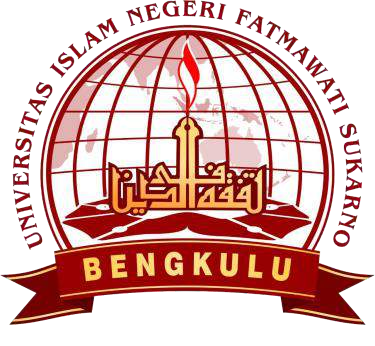 UNIVERSITAS ISLAM NEGERI FATMAWATI SUKARNO
BENGKULU